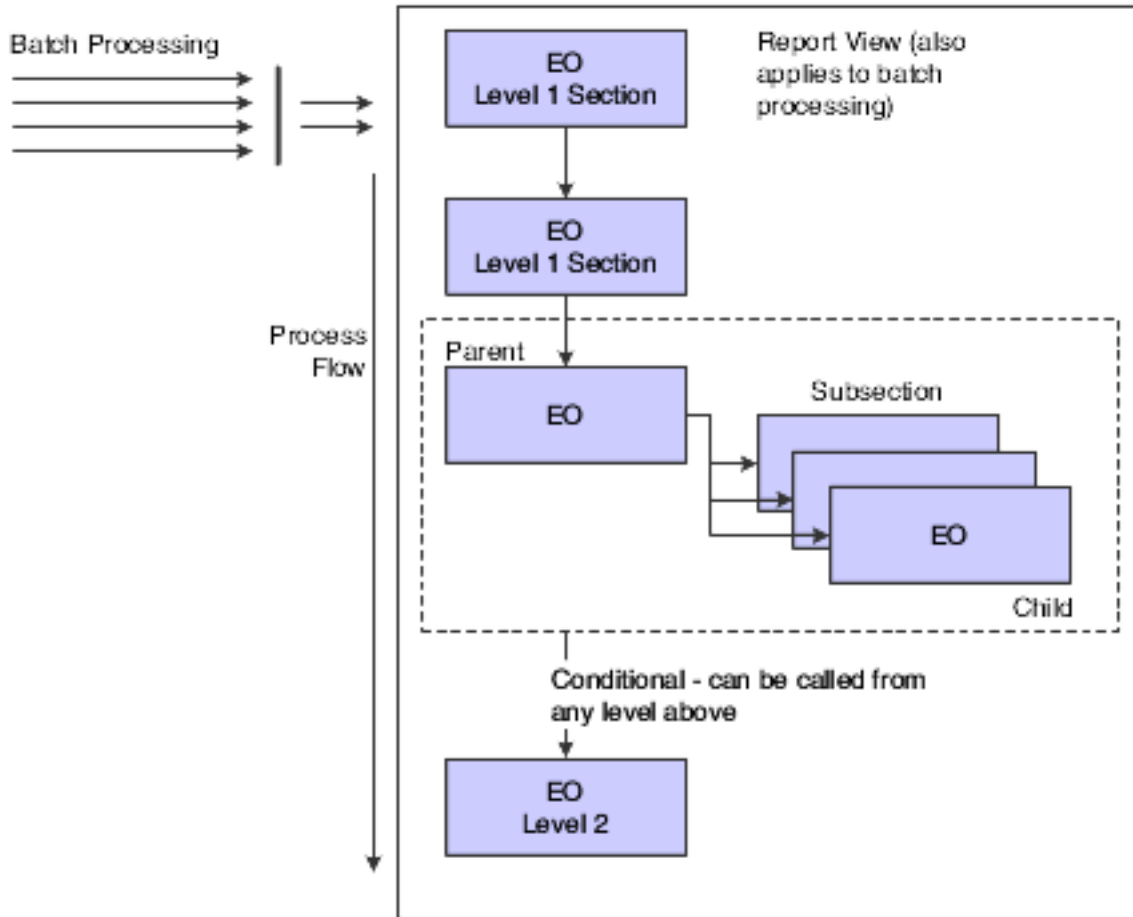 Batch Processing
Report View (also
applies to batch
processing)
EO
Level 1 Section
EO
Level 1 Section
Process
Flow
Parent
EO
Subsection
EO
Child
Conditional - can be called from
any level above
EO
Level 2